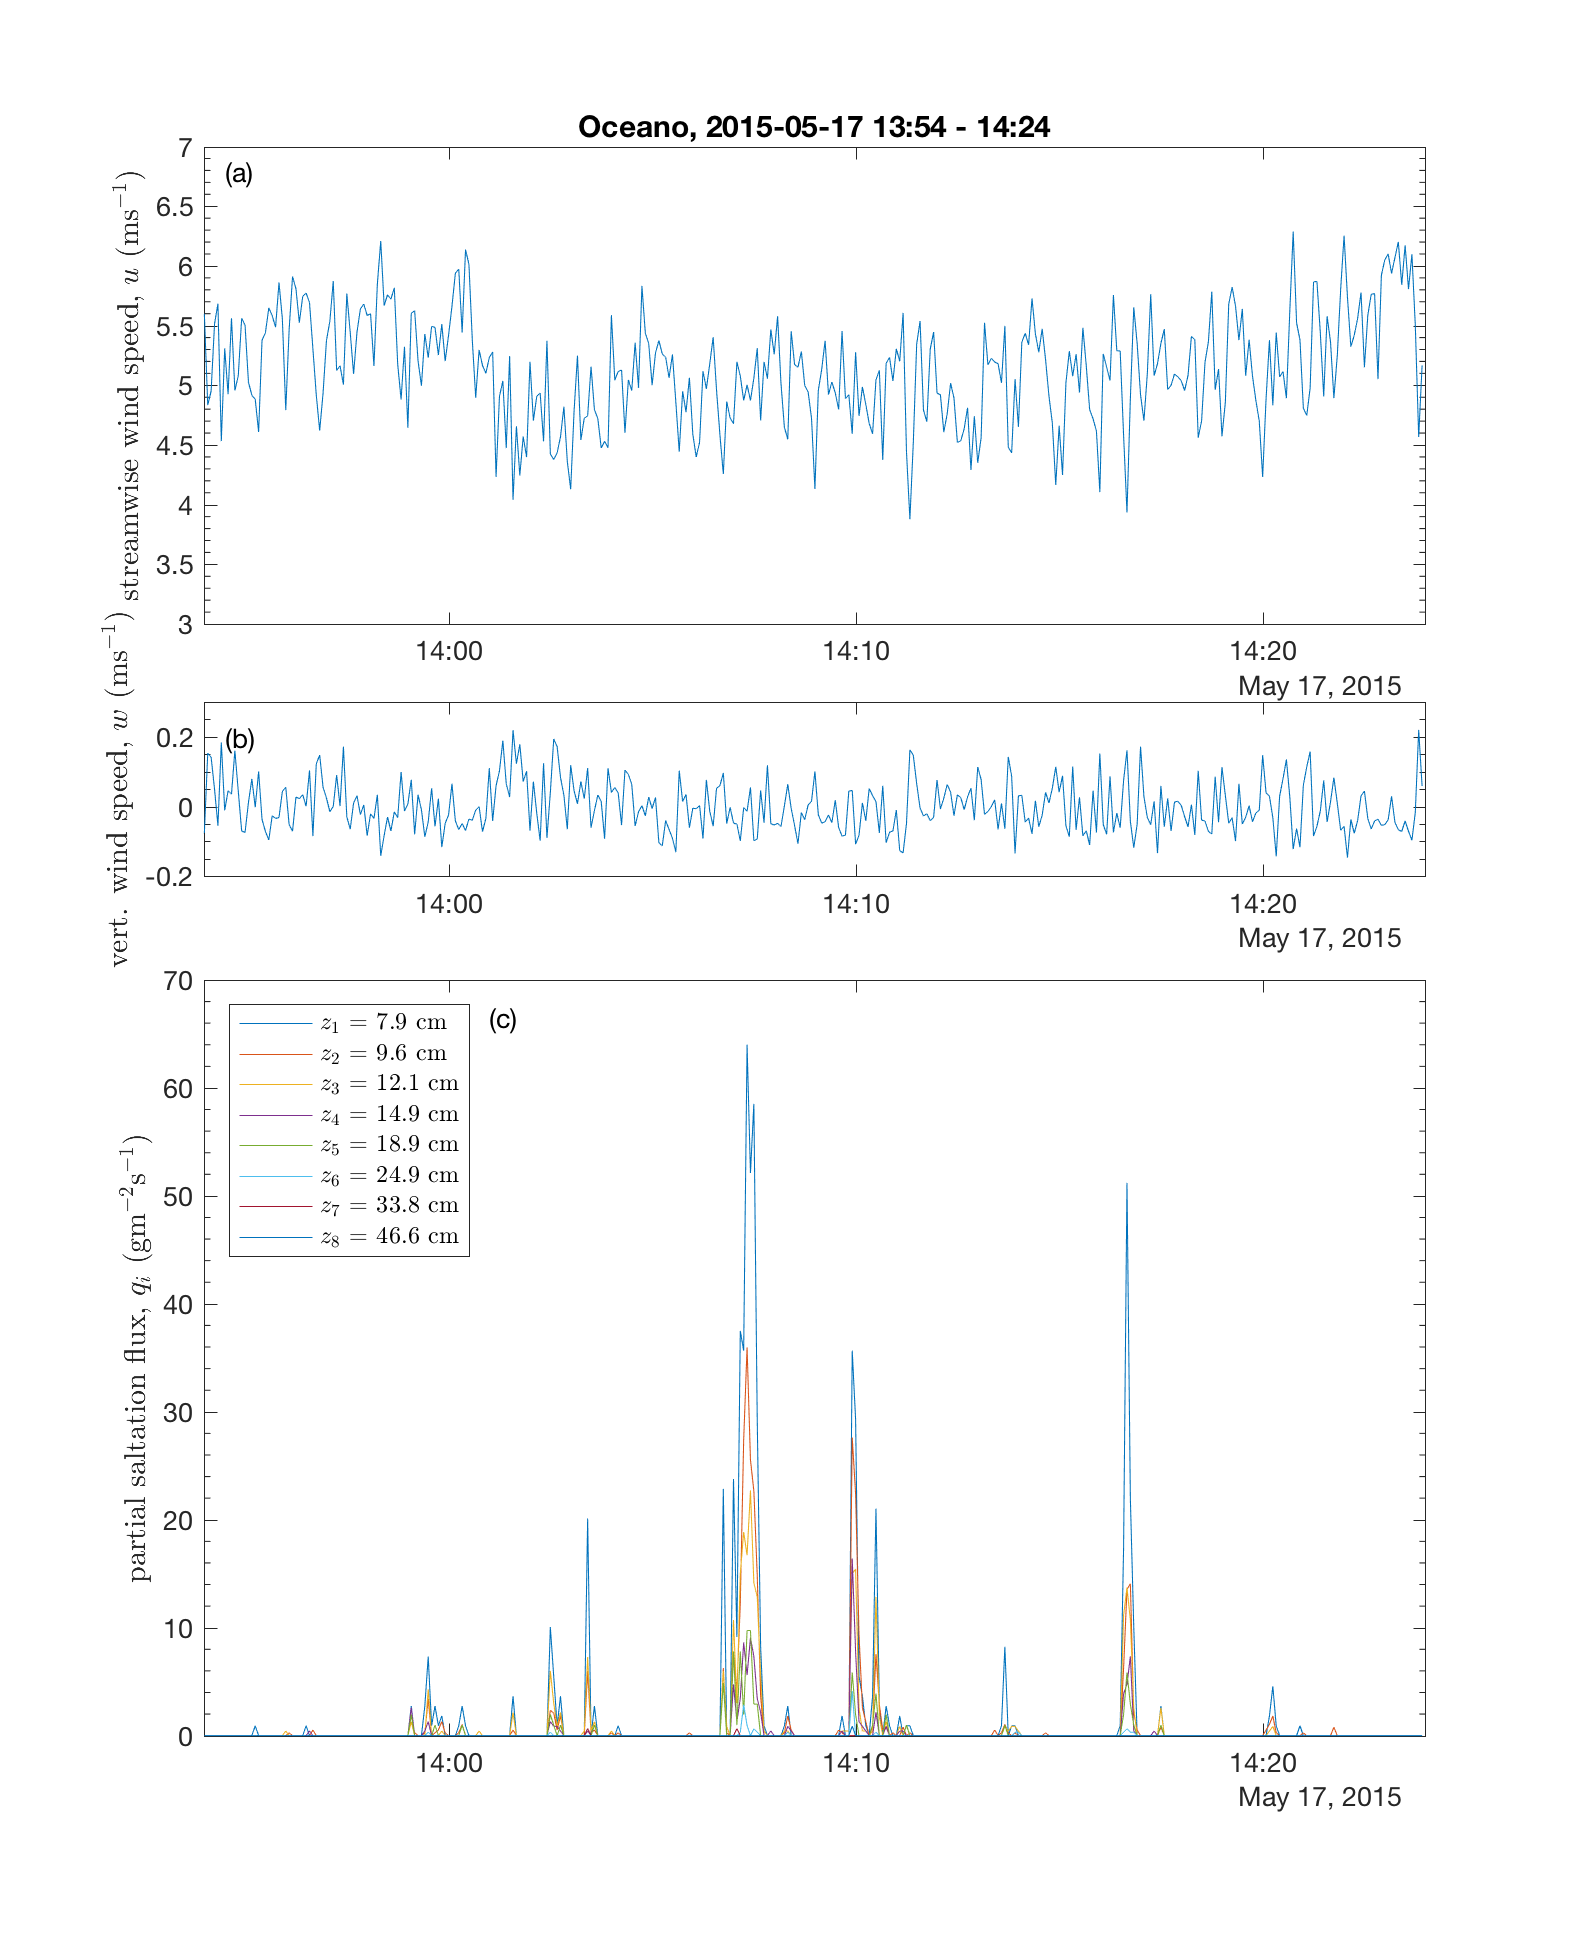 Oceano, 2015-05-17 13:54 - 14:24
(a)
streamwise wind speed, u (ms⁻¹)
7
6.5
6
5.5
5
4.5
4
3.5
3
14:00 14:10 14:20
May 17, 2015
(b)
vert. wind speed, w (ms⁻¹)
0.2
0
-0.2
14:00 14:10 14:20
May 17, 2015
(c)
partial saltation flux, qᵢ (gm⁻²s⁻¹)
70
60
50
40
30
20
10
0
z₁ = 7.9 cm
z₂ = 9.6 cm
z₃ = 12.1 cm
z₄ = 14.9 cm
z₅ = 18.9 cm
z₆ = 24.9 cm
z₇ = 33.8 cm
z₈ = 46.6 cm
14:00 14:10 14:20
May 17, 2015